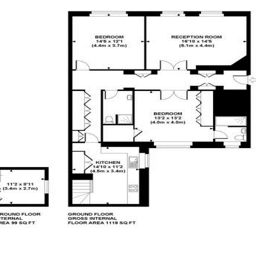 BEDROOM
14'6 x 12'1
(4.4m x 3.7m)
RECEPTION ROOM
16'10 x 14'5
(5.1m x 4.4m)
BEDROOM
13'2 x 13'2
(4.0m x 4.0m)
KITCHEN
14'10 x 11'2
(4.5m x 3.4m)
11'2 x 8'11
(3.4m x 2.7m)
GROUND FLOOR
INTERNAL
AREA 99 SQ FT
GROUND FLOOR
GROSS INTERNAL
FLOOR AREA 1119 SQ FT